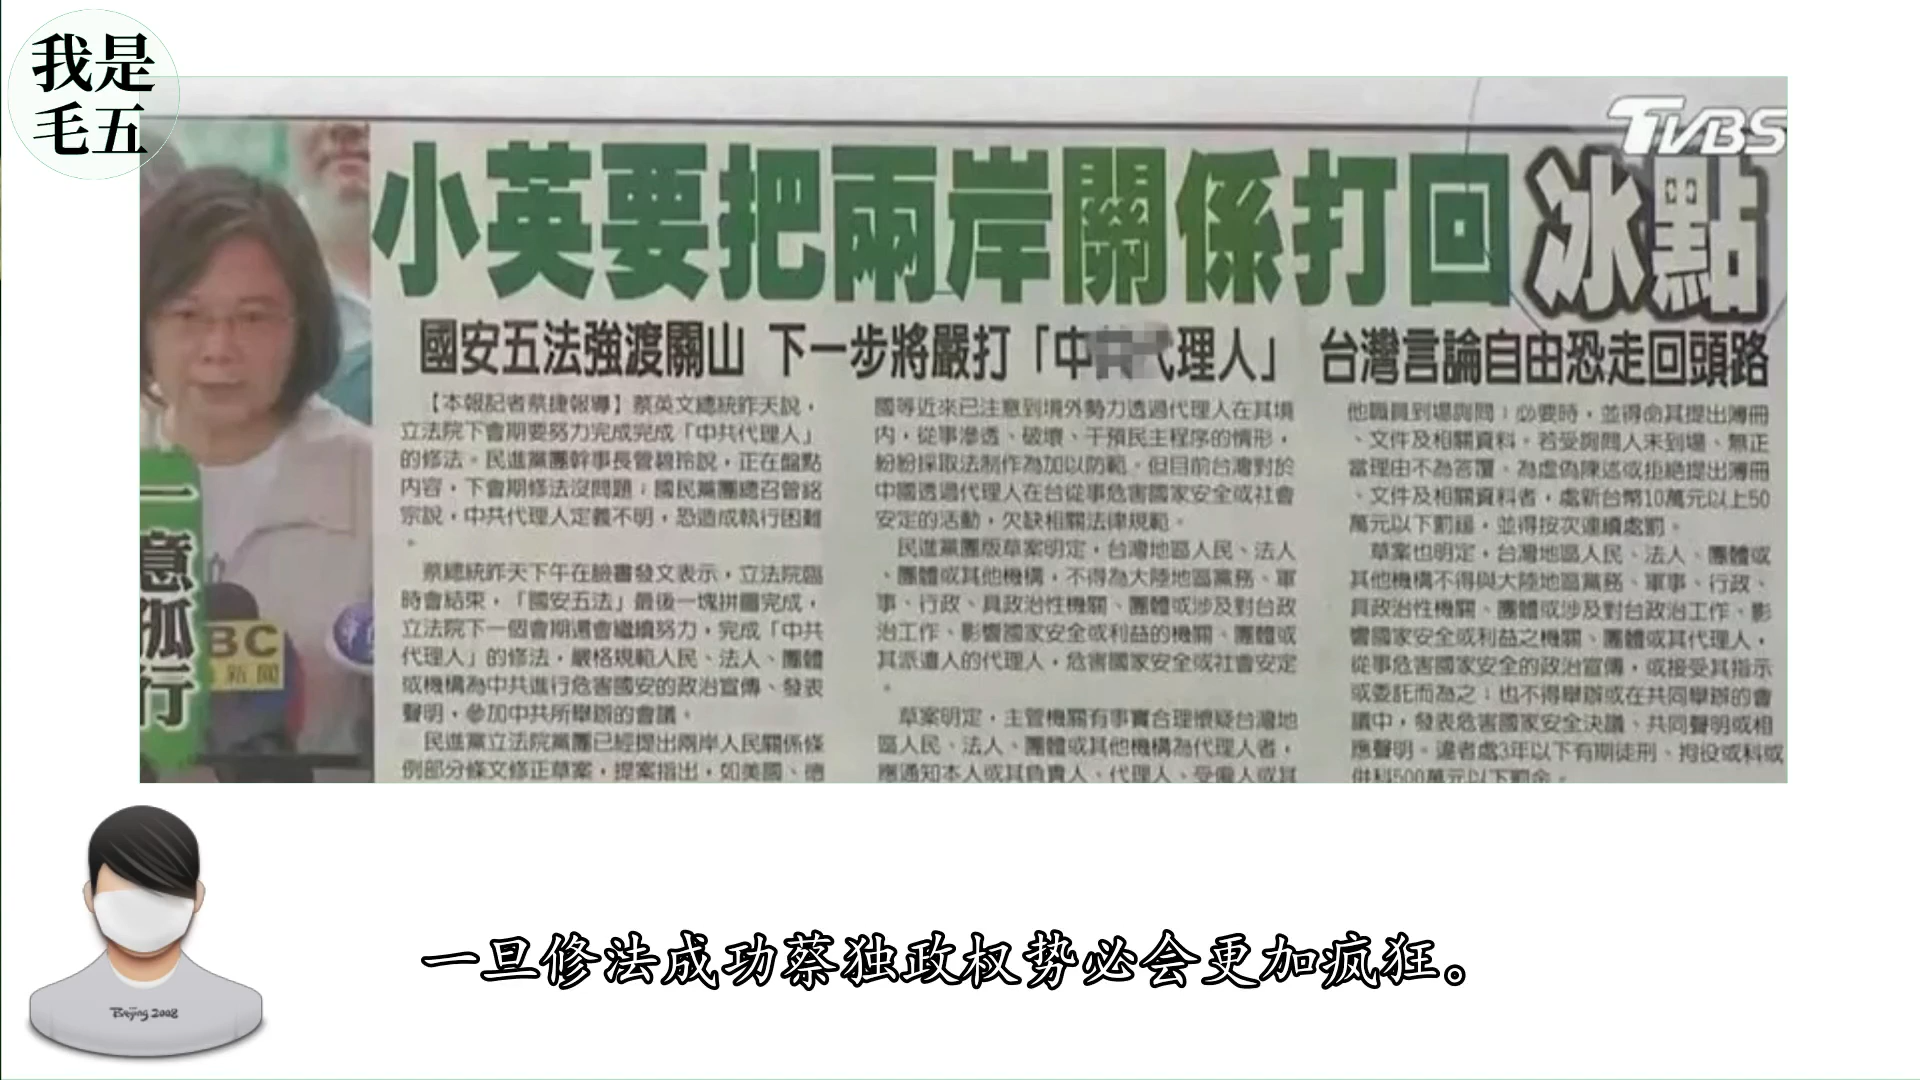 我是
毛五
TVBS
小英要把兩岸關係打回冰點
國安五法強渡關山 下一步將嚴打「中 代理人」 台灣言論自由恐走回頭路
一意孤行
BC
新聞
【本報記者蔡捷報導】蔡英文總統昨天說，
立法院下會期要努力完成完成「中共代理人」
的修法。民進黨團幹事長管碧玲說，正在盤點
內容，下會期修法沒問題；國民黨團總召曾銘
宗說，中共代理人定義不明，恐造成執行困難
。
蔡總統昨天下午在臉書發文表示，立法院臨
時會結束，「國安五法」最後一塊拼圖完成，
立法院下一個會期還會繼續努力，完成「中共
代理人」的修法，嚴格規範人民、法人、團體
或機構為中共進行危害國安的政治宣傳、發表
聲明，參加中共所舉辦的會議。
民進黨立法院黨團已經提出兩岸人民關係條
例部分條文修正草案，提案指出，如美國、德
國等近來已注意到境外勢力透過代理人在其境
內，從事滲透、破壞、干預民主程序的情形，
紛紛採取法制作為加以防範。但目前台灣對於
中國透過代理人在台從事危害國家安全或社會
安定的活動，欠缺相關法律規範。
民進黨團版草案明定，台灣地區人民、法人
、團體或其他機構，不得為大陸地區黨務、軍
事、行政、具政治性機關、團體或涉及對台政
治工作、影響國家安全或利益的機關、團體或
其派遣人的代理人，危害國家安全或社會安定
。
草案明定，主管機關有事實合理懷疑台灣地
區人民、法人、團體或其他機構為代理人者，
應通知本人或其負責人、代理人、受僱人或其
他職員到場詢問；必要時，並得命其提出簿冊
、文件及相關資料。若受詢問人未到場、無正
當理由不為答覆、為虛偽陳述或拒絕提出簿冊
、文件及相關資料者，處新台幣10萬元以上50
萬元以下罰鍰，並得按次連續處罰。
草案也明定，台灣地區人民、法人、團體或
其他機構不得與大陸地區黨務、軍事、行政、
具政治性機關、團體或涉及對台政治工作、影
響國家安全或利益之機關、團體或其代理人，
從事危害國家安全的政治宣傳，或接受其指示
或委託而為之；也不得舉辦或在共同舉辦的會
議中，發表危害國家安全決議、共同聲明或相
應聲明。違者處3年以下有期徒刑、拘役或科或
併科500萬元以下罰金。
Beijing 2008
一旦修法成功蔡独政权势必会更加疯狂。